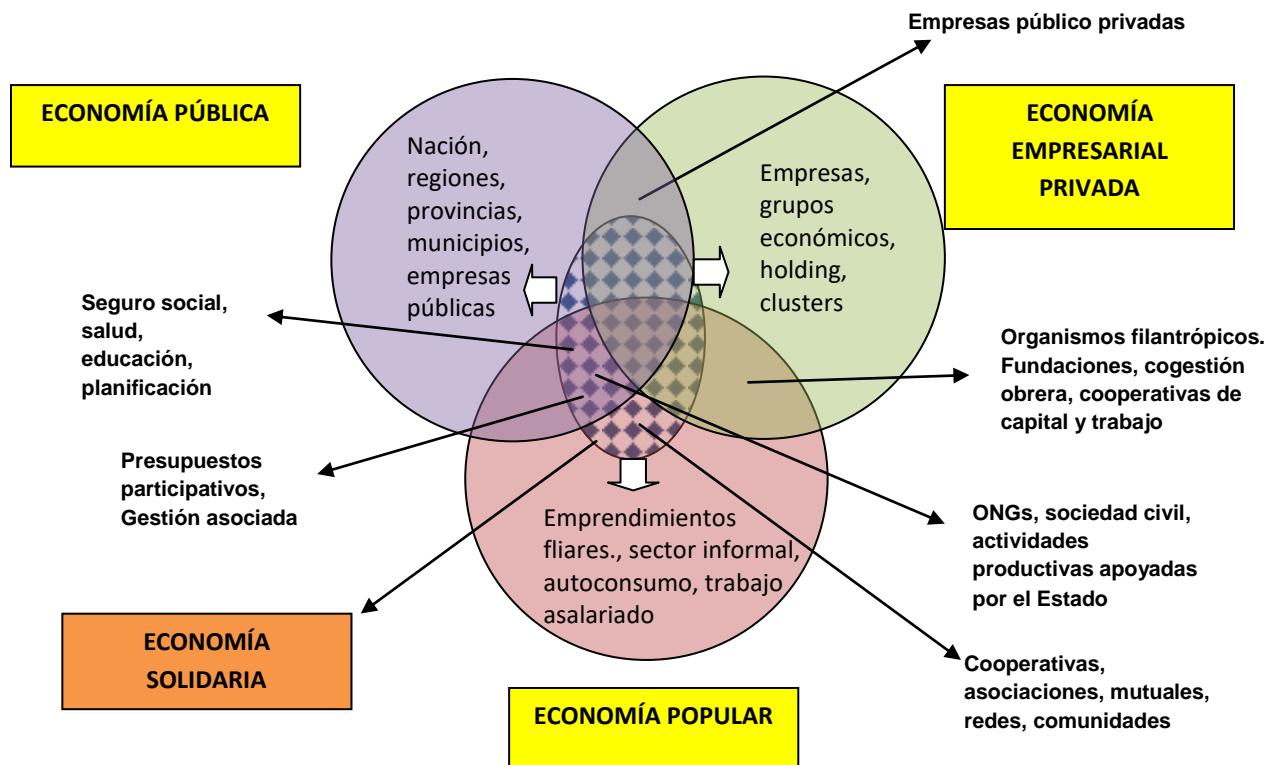 Empresas público privadas
ECONOMÍA PÚBLICA
ECONOMÍA
EMPRESARIAL
PRIVADA
Nación,
regiones,
provincias,
municipios,
empresas
públicas
Empresas,
grupos
económicos,
holding,
clusters
Seguro social,
salud,
educación,
planificación
Organismos filantrópicos.
Fundaciones, cogestión
obrera, cooperativas de
capital y trabajo
Presupuestos
participativos,
Gestión asociada
Emprendimientos
fliares., sector informal,
autoconsumo, trabajo
asalariado
ONGs, sociedad civil,
actividades
productivas apoyadas
por el Estado
ECONOMÍA
SOLIDARIA
Cooperativas,
asociaciones, mutuales,
redes, comunidades
ECONOMÍA POPULAR